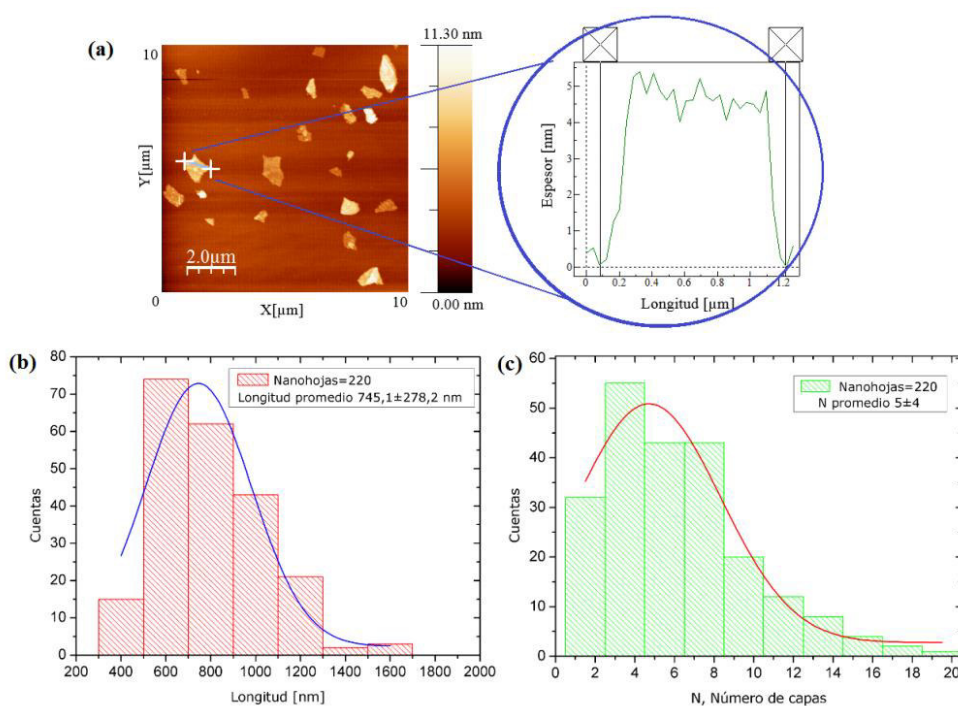 (a)
11.30 nm
10
Y[µm]
2.0µm
0
X[µm]
10
0.00 nm
Espesor [nm]
5
4
3
2
1
0
0
0.2
0.4
0.6
0.8
1
1.2
Longitud [µm]
(b)
Cuentas
80
70
60
50
40
30
20
10
0
Nanohojas=220
Longitud promedio 745,1±278,2 nm
200 400 600 800 1000 1200 1400 1600 1800 2000
Longitud [nm]
(c)
Cuentas
60
50
40
30
20
10
0
Nanohojas=220
N promedio 5±4
2 4 6 8 10 12 14 16 18 20
N, Número de capas